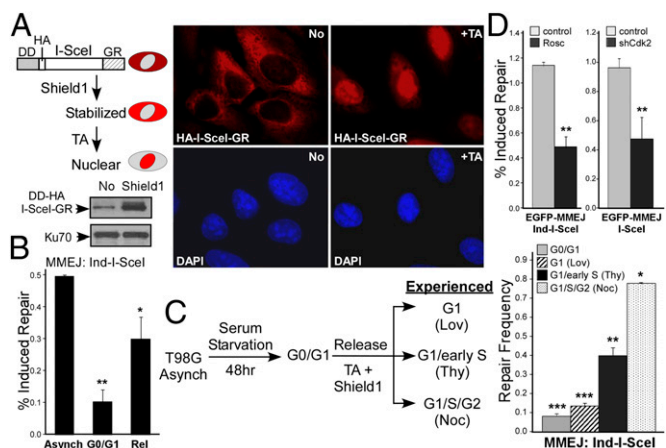 A
HA
DD
I-SceI
GR
Shield1
Stabilized
TA
Nuclear
No Shield1
DD-HA
I-SceI-GR
Ku70
No
HA-I-SceI-GR
+TA
HA-I-SceI-GR
No
DAPI
+TA
DAPI
B
MMEJ: Ind-I-SceI
% Induced Repair
0.5
0.4
0.3
0.2
0.1
0.0
**
*
Asynch G0/G1 Rel
C
T98G
Asynch
Serum
Starvation
48hr
G0/G1
Release
TA +
Shield1
Experienced
G1
(Lov)
G1/early S
(Thy)
G1/S/G2
(Noc)
G0/G1
G1 (Lov)
G1/early S (Thy)
G1/S/G2 (Noc)
Repair Frequency
0.9
0.8
0.7
0.6
0.5
0.4
0.3
0.2
0.1
0
***
***
**
*
MMEJ: Ind-I-SceI
D
control
Rosc
% Induced Repair
1.4
1.2
1.0
0.8
0.6
0.4
0.2
0.0
**
EGFP-MMEJ
Ind-I-SceI
control
shCdk2
1.2
1.0
0.8
0.6
0.4
0.2
0.0
**
EGFP-MMEJ
I-SceI